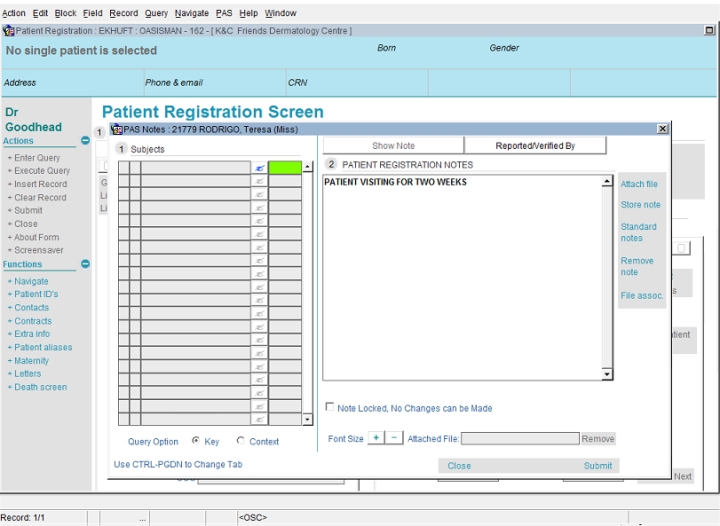 Action Edit Block Field Record Query Navigate PAS Help Window
Patient Registration : EKHUFT : OASISMAN - 162 - [ K&C Friends Dermatology Centre ]
No single patient is selected
Born
Gender
Address
Phone & email
CRN
Dr
Goodhead
Actions
+ Enter Query
+ Execute Query
+ Insert Record
+ Clear Record
+ Submit
+ Close
+ About Form
+ Screensaver
Functions
+ Navigate
+ Patient ID's
+ Contacts
+ Contracts
+ Extra info
+ Patient aliases
+ Maternity
+ Letters
+ Death screen
Patient Registration Screen
1
PAS Notes : 21779 RODRIGO, Teresa (Miss)
1 Subjects
Show Note
Reported/Verified By
2 PATIENT REGISTRATION NOTES
PATIENT VISITING FOR TWO WEEKS
Attach file
Store note
Standard
notes
Remove
note
File assoc.
Note Locked, No Changes can be Made
Query Option Key Context
Font Size + − Attached File: Remove
Use CTRL-PGDN to Change Tab
Close
Submit
Next
Record: 1/1
...
<OSC>